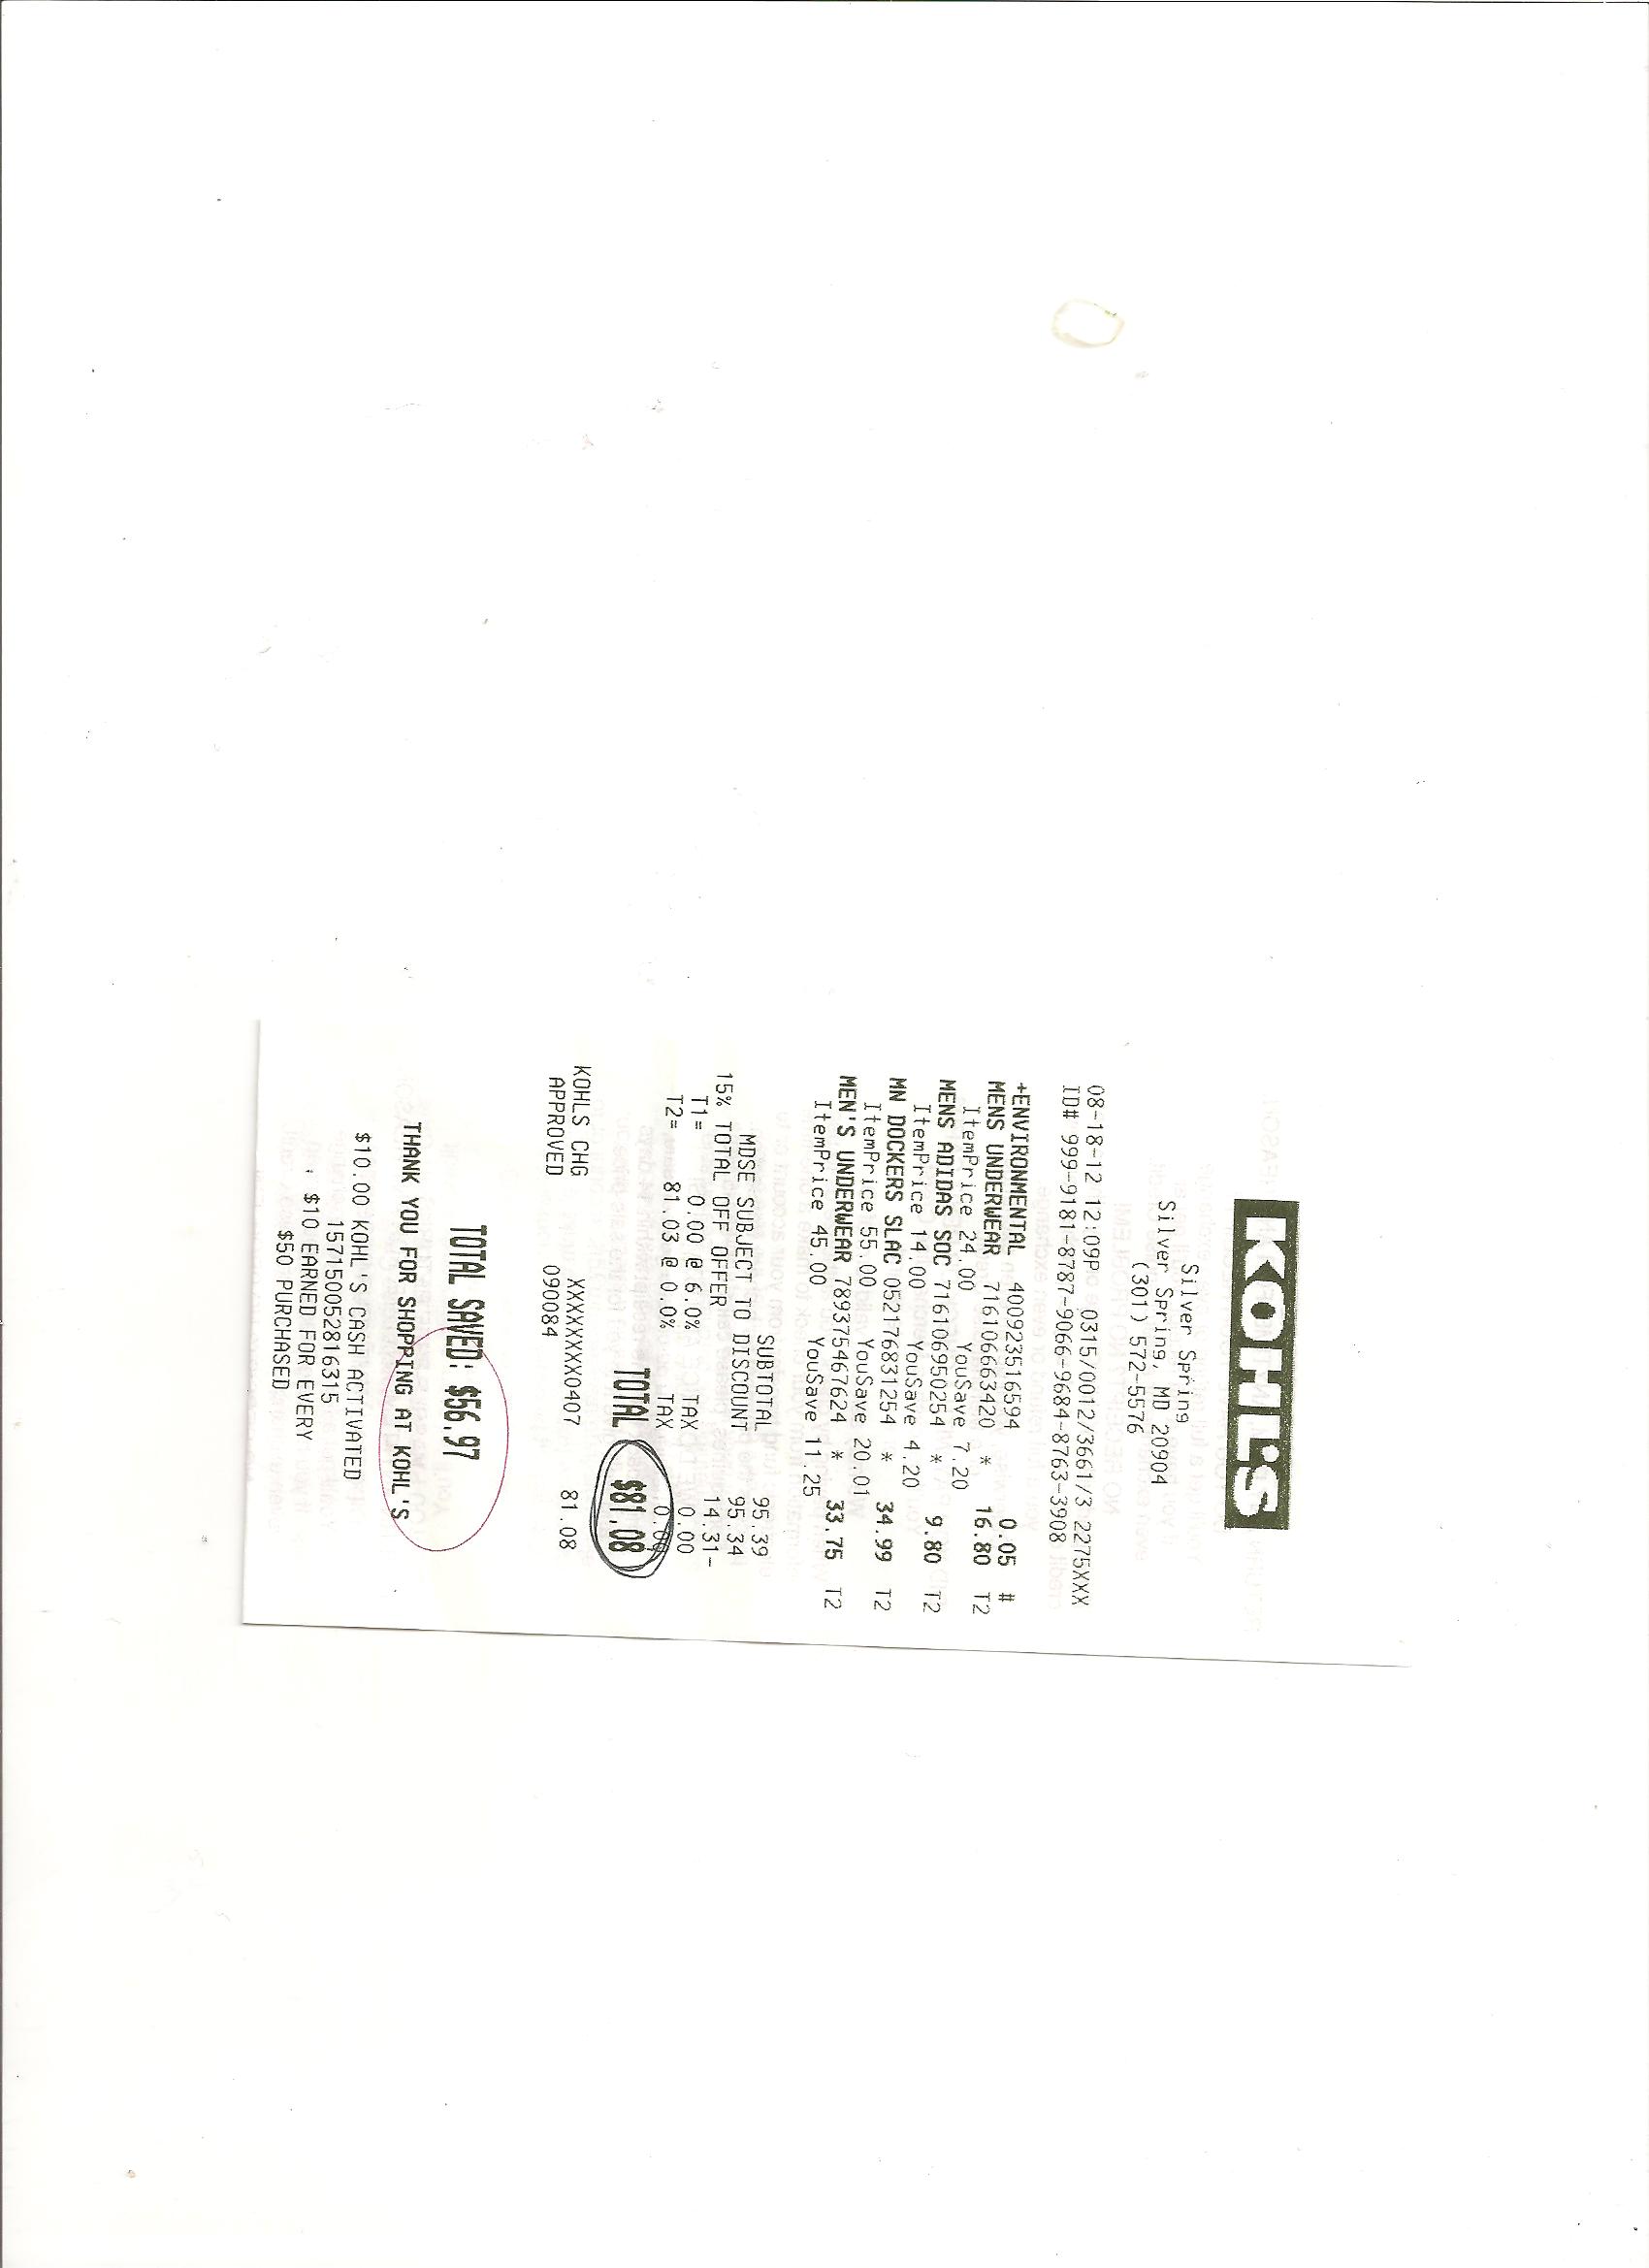 KOHL'S
Silver Spring
Silver Spring, MD 20904
(301) 572-5576
08-18-12 12:09P 0315/0012/3661/3 2275XXX
ID# 999-9181-8787-9066-9684-8763-3908
+ENVIRONMENTAL 400923516594 0.05 #
MENS UNDERWEAR 716106663420 * 16.80 T2
ItemPrice 24.00 YouSave 7.20
MENS ADIDAS SOC 716106950254 * 9.80 T2
ItemPrice 14.00 YouSave 4.20
MN DOCKERS SLAC 052176831254 * 34.99 T2
ItemPrice 55.00 YouSave 20.01
MEN'S UNDERWEAR 789375467624 * 33.75 T2
ItemPrice 45.00 YouSave 11.25
SUBTOTAL 95.39
MDSE SUBJECT TO DISCOUNT 95.34
15% TOTAL OFF OFFER 14.31-
T1= 0.00 @ 6.0% TAX 0.00
T2= 81.03 @ 0.0% TAX 0.00
TOTAL $81.08
KOHLS CHG XXXXXXXX0407 81.08
APPROVED 090084
TOTAL SAVED: $56.97
THANK YOU FOR SHOPPING AT KOHL'S
$10.00 KOHL'S CASH ACTIVATED
157150052816315
$10 EARNED FOR EVERY
$50 PURCHASED